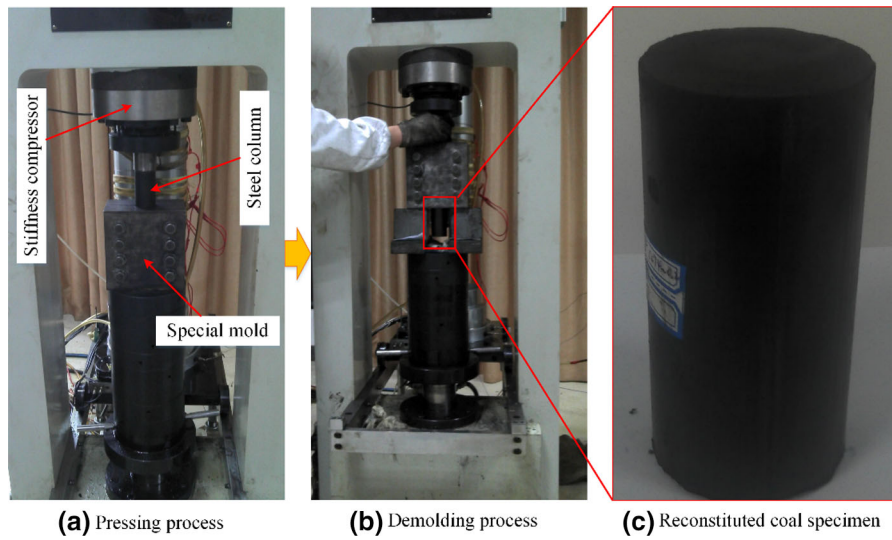 Stiffness compressor
Steel column
Special mold
(a) Pressing process
(b) Demolding process
(c) Reconstituted coal specimen